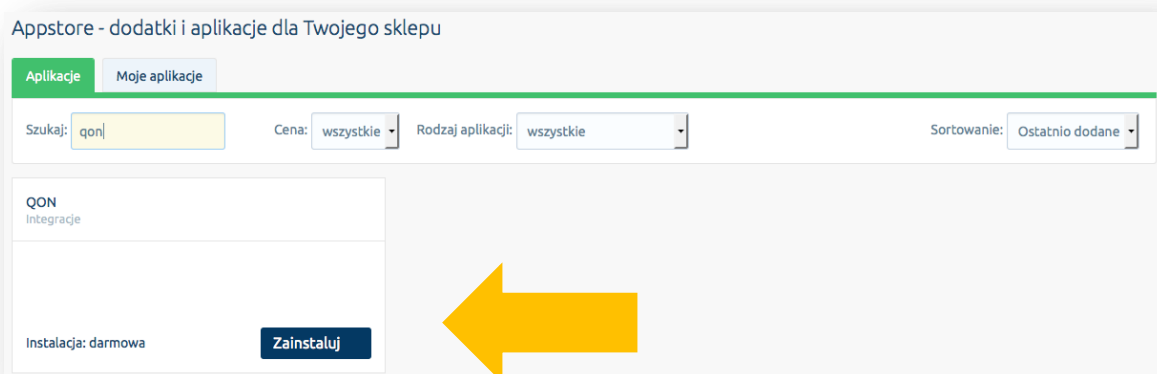 Appstore - dodatki i aplikacje dla Twojego sklepu
Aplikacje Moje aplikacje
Szukaj: qon Cena: wszystkie Rodzaj aplikacji: wszystkie Sortowanie: Ostatnio dodane
QON
Integracje
Instalacja: darmowa Zainstaluj